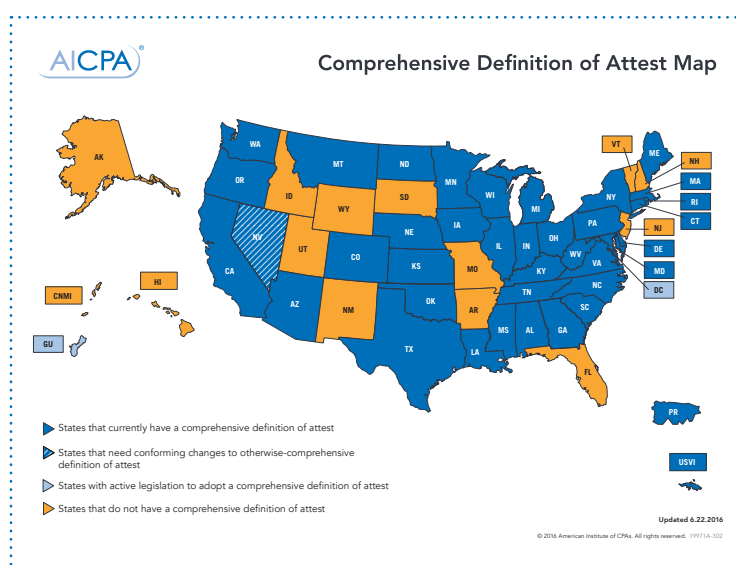 AICPA®
Comprehensive Definition of Attest Map
AK
WA
OR
CA
NV
ID
MT
WY
UT
AZ
CO
NM
ND
SD
NE
KS
OK
TX
MN
IA
MO
AR
LA
WI
IL
MI
IN
OH
KY
TN
MS
AL
GA
FL
SC
NC
VA
WV
PA
NY
ME
VT
NH
MA
RI
CT
NJ
DE
MD
DC
HI
CNMI
GU
PR
USVI
States that currently have a comprehensive definition of attest
States that need conforming changes to otherwise-comprehensive
definition of attest
States with active legislation to adopt a comprehensive definition of attest
States that do not have a comprehensive definition of attest
Updated 6.22.2016
© 2016 American Institute of CPAs. All rights reserved. 19971A-302